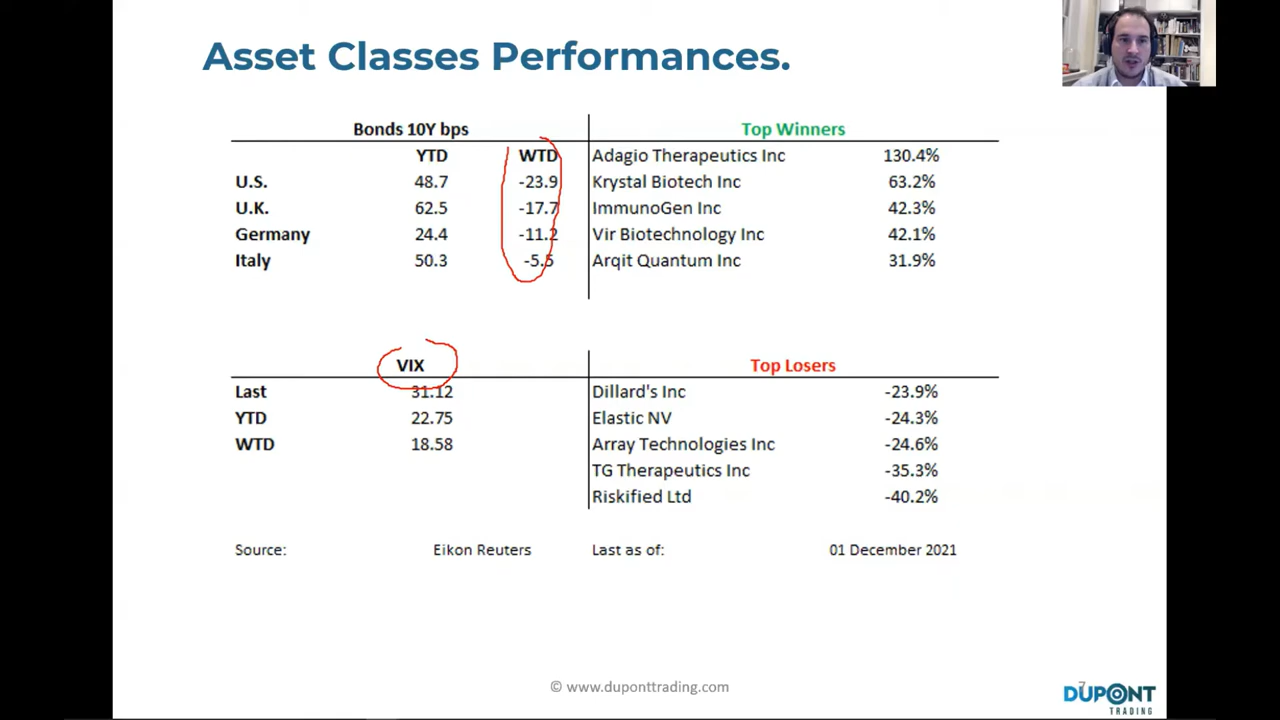 Asset Classes Performances.
Bonds 10Y bps
YTD WTD
U.S. 48.7 -23.9
U.K. 62.5 -17.7
Germany 24.4 -11.2
Italy 50.3 -5.5
Top Winners
Adagio Therapeutics Inc 130.4%
Krystal Biotech Inc 63.2%
ImmunoGen Inc 42.3%
Vir Biotechnology Inc 42.1%
Arqit Quantum Inc 31.9%
VIX
Last 31.12
YTD 22.75
WTD 18.58
Top Losers
Dillard's Inc -23.9%
Elastic NV -24.3%
Array Technologies Inc -24.6%
TG Therapeutics Inc -35.3%
Riskified Ltd -40.2%
Source: Eikon Reuters Last as of: 01 December 2021
© www.duponttrading.com
7
DUPONT
TRADING